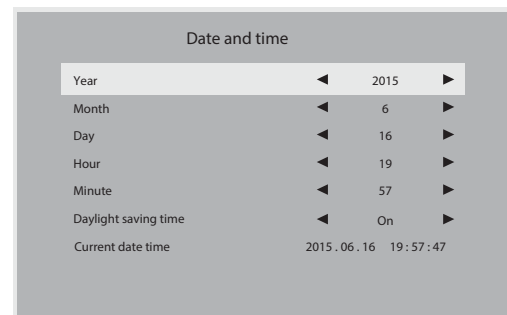 Date and time
Year ◀ 2015 ▶
Month ◀ 6 ▶
Day ◀ 16 ▶
Hour ◀ 19 ▶
Minute ◀ 57 ▶
Daylight saving time ◀ On ▶
Current date time 2015 . 06 . 16 19 : 57 : 47